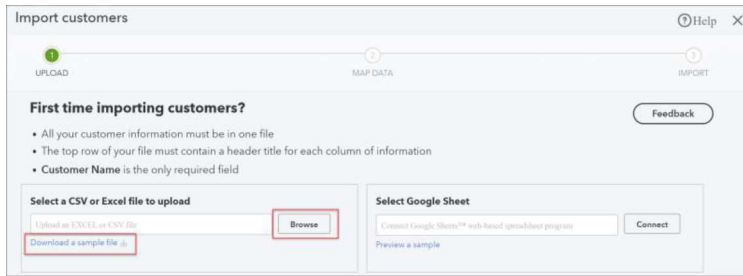 Import customers
Help
1
2
3
UPLOAD
MAP DATA
IMPORT
First time importing customers?
Feedback
• All your customer information must be in one file
• The top row of your file must contain a header title for each column of information
• Customer Name is the only required field
Select a CSV or Excel file to upload
Upload an EXCEL or CSV file
Browse
Download a sample file
Select Google Sheet
Connect Google Sheets™ web-based spreadsheet program
Connect
Preview a sample